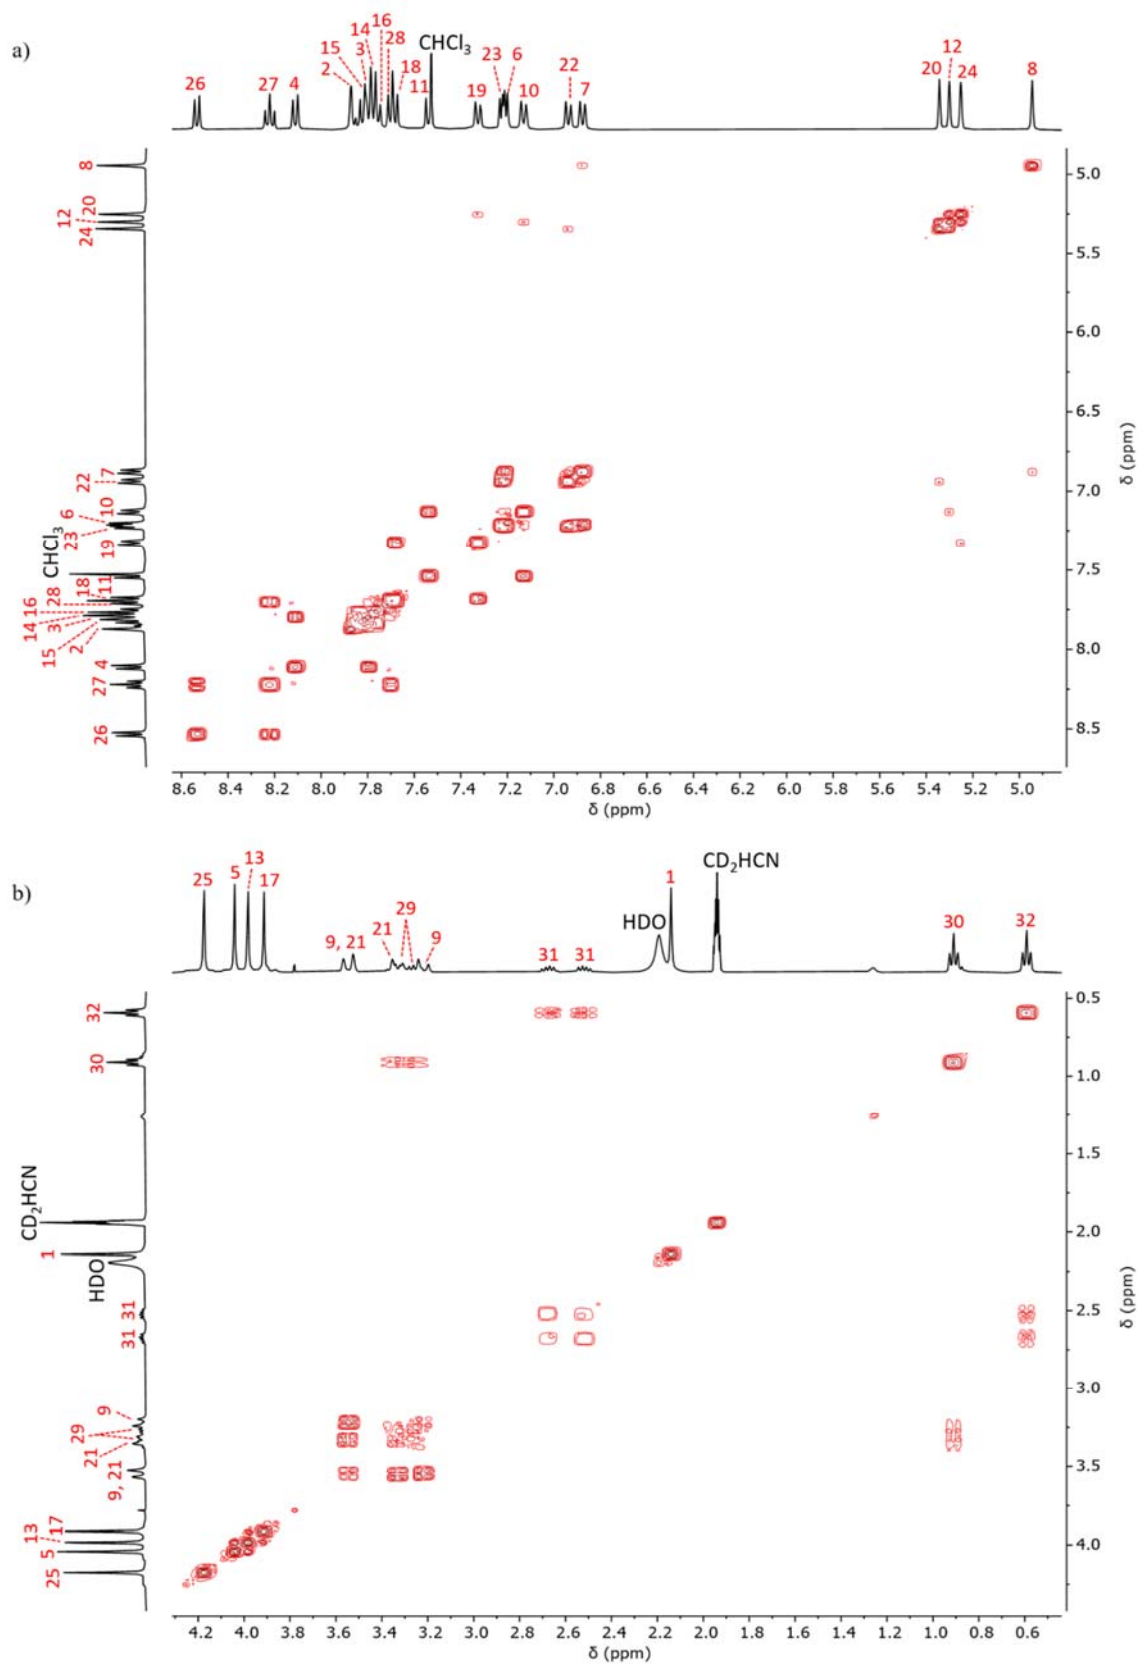 a)
26 27 4 2 15 3 14 16 28 18 11 CHCl3 19 23 6 10 22 7 20 12 24 8
8
12 20
24
22 7
6 10
23
CHCl3 19
28 18 11
14 16
3
15 2
27 4
26
5.0
5.5
6.0
6.5
7.0
7.5
8.0
8.5
δ (ppm)
8.6 8.4 8.2 8.0 7.8 7.6 7.4 7.2 7.0 6.8 6.6 6.4 6.2 6.0 5.8 5.6 5.4 5.2 5.0
δ (ppm)
b)
25 5 13 17 9, 21 21 29 9 31 31 HDO 1 CD2HCN 30 32
32
30
CD2HCN
1
HDO
31
31
9
29
21
9, 21
13 17
5
25
0.5
1.0
1.5
2.0
2.5
3.0
3.5
4.0
δ (ppm)
4.2 4.0 3.8 3.6 3.4 3.2 3.0 2.8 2.6 2.4 2.2 2.0 1.8 1.6 1.4 1.2 1.0 0.8 0.6
δ (ppm)